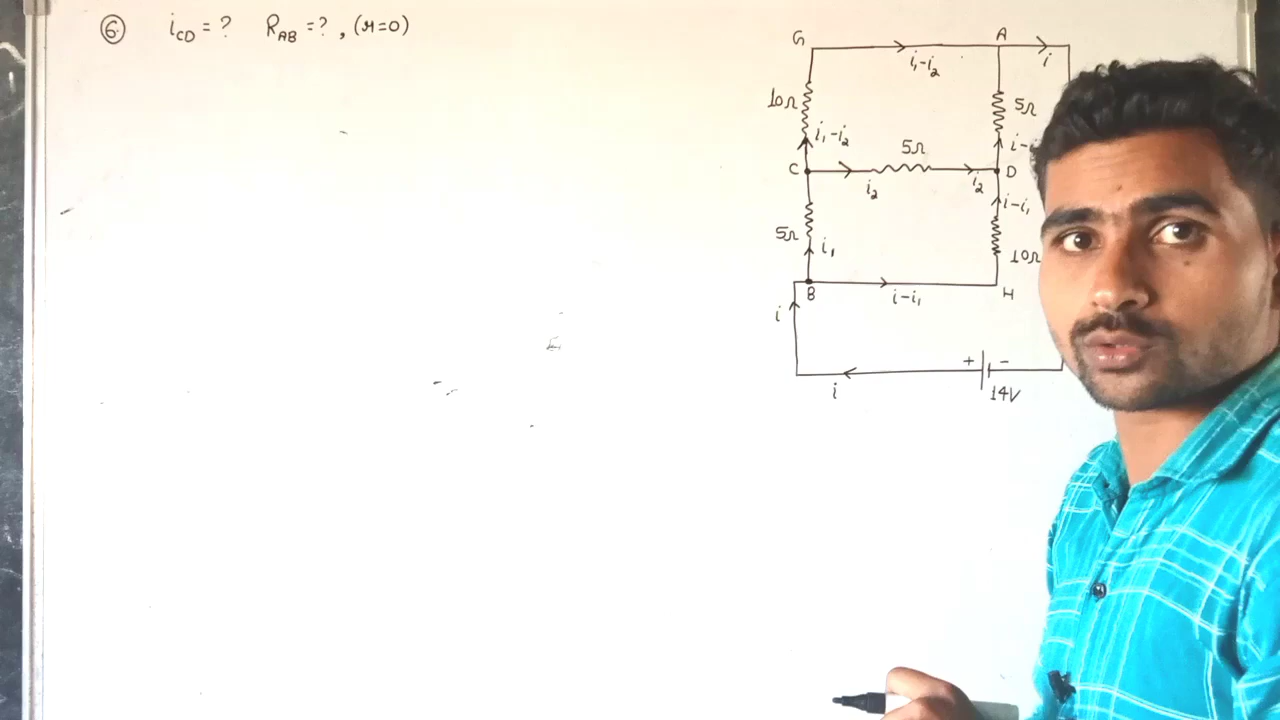 ⑥ i_CD = ? R_AB = ? , (r=0)
G A
i₁-i₂ i
10Ω 5Ω
i₁-i₂ 5Ω
C D
i₂ i₂
i-i₁
5Ω i₁
10Ω
B i-i₁ H
i
+ -
i 14V